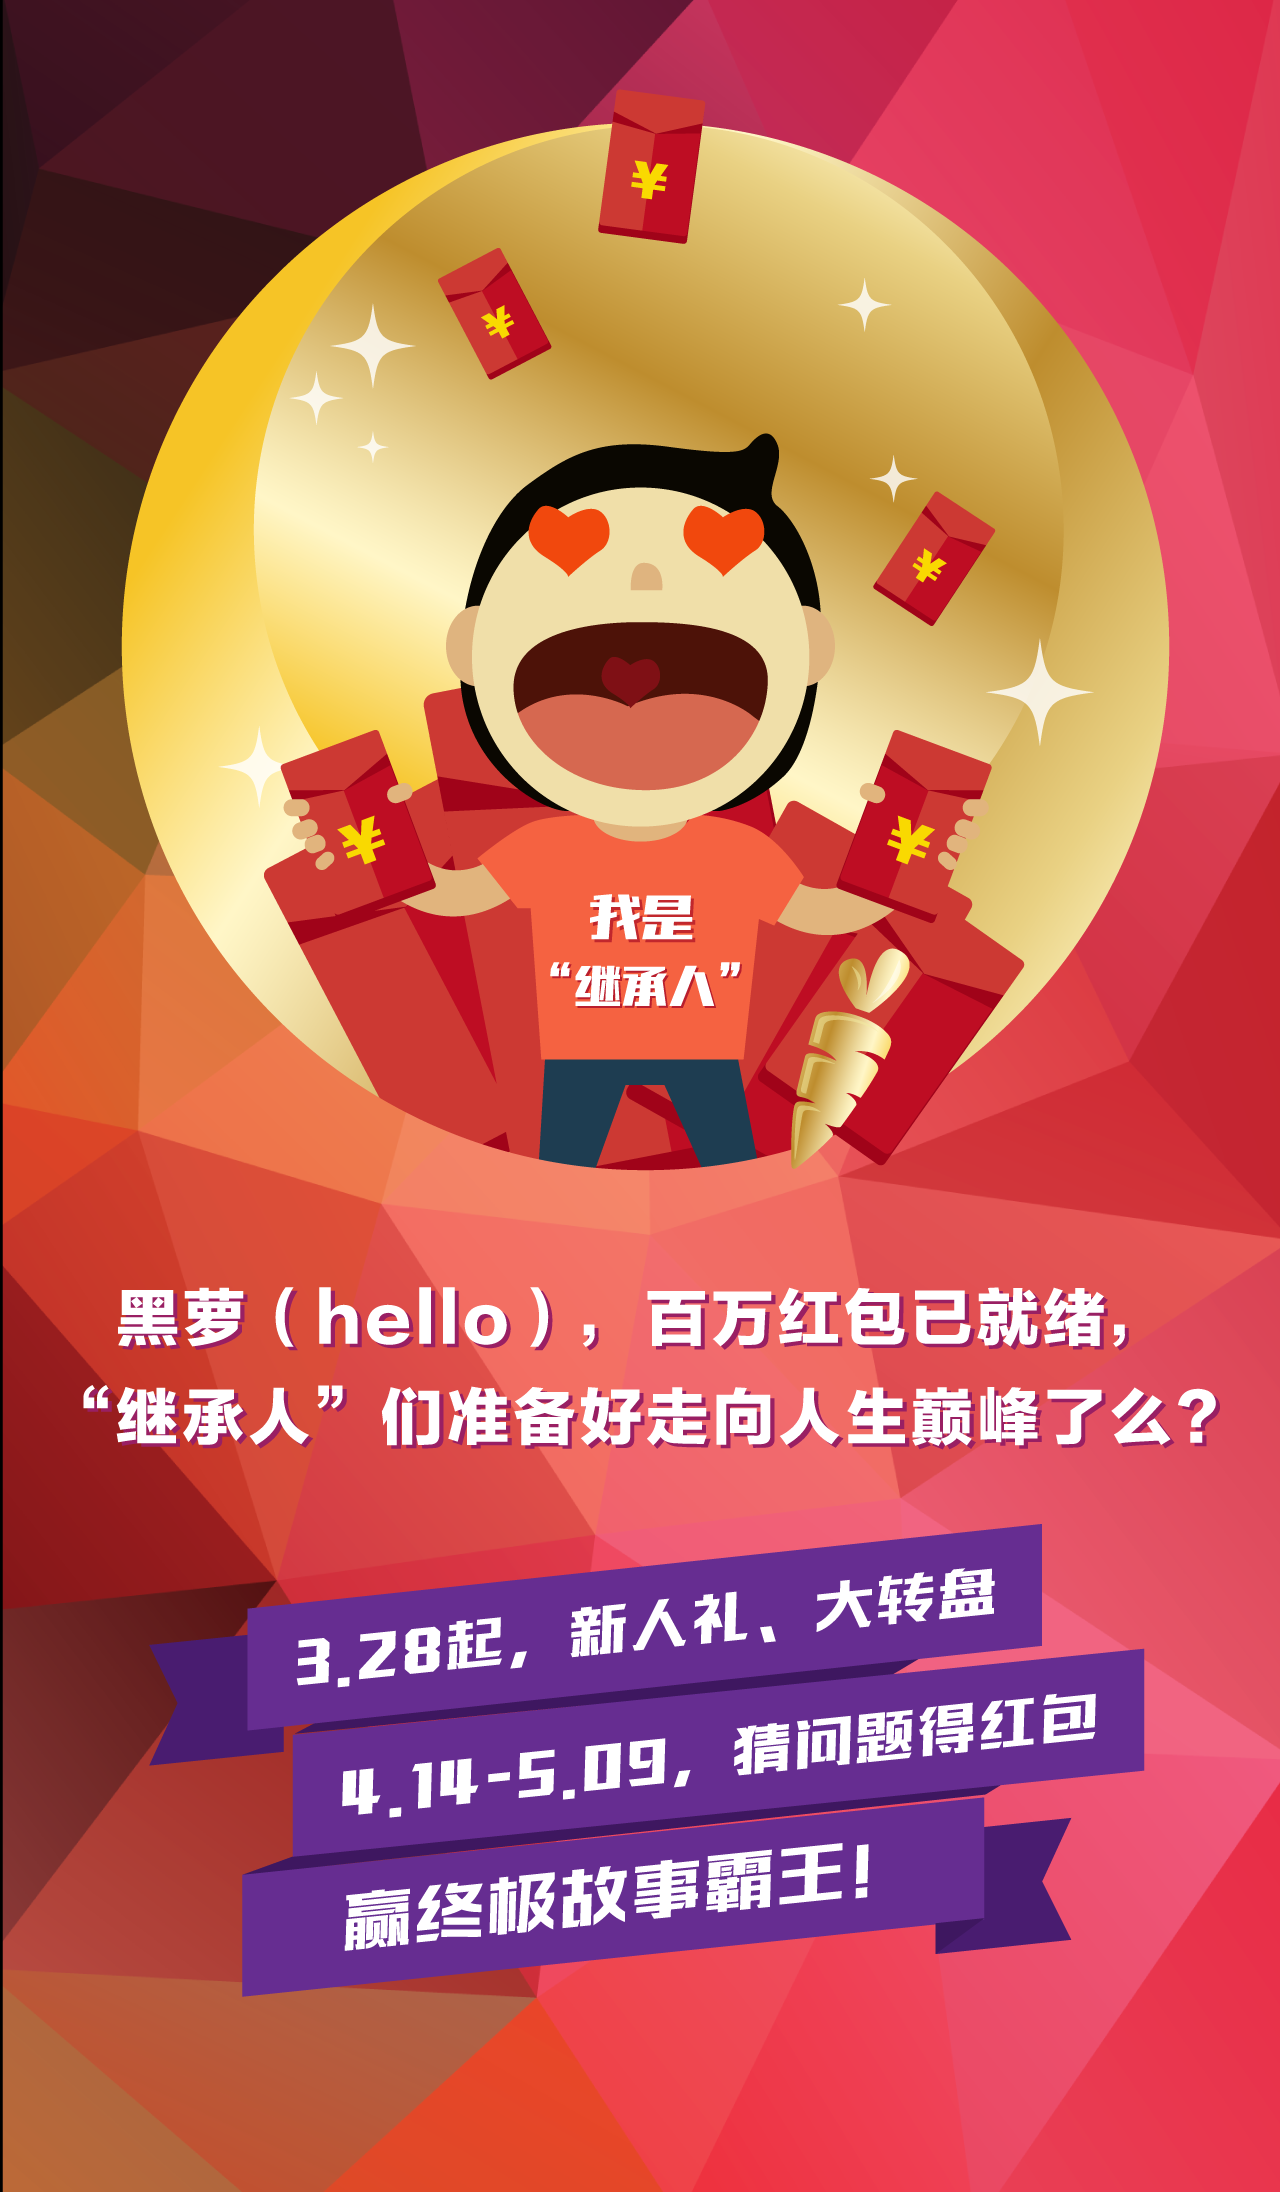 ¥
¥
¥
¥
¥
我是
“继承人”
黑萝（hello），百万红包已就绪，
“继承人”们准备好走向人生巅峰了么？
3.28起，新人礼、大转盘
4.14-5.09，猜问题得红包
赢终极故事霸王！